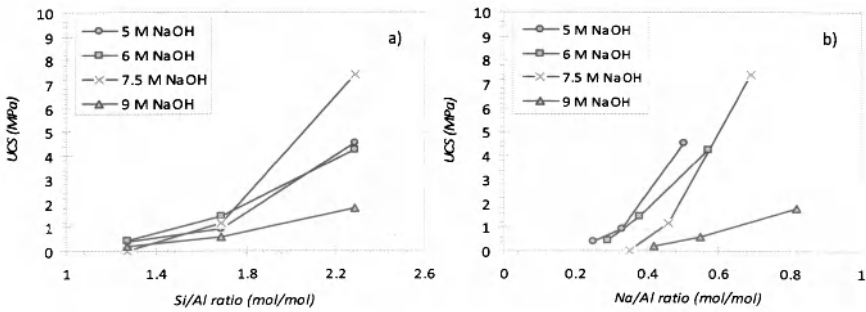 10
9
8
7
6
5
4
3
2
1
0
UCS (MPa)
5 M NaOH
6 M NaOH
7.5 M NaOH
9 M NaOH
a)
1 1.4 1.8 2.2 2.6
Si/Al ratio (mol/mol)
10
9
8
7
6
5
4
3
2
1
0
UCS (MPa)
5 M NaOH
6 M NaOH
7.5 M NaOH
9 M NaOH
b)
0 0.2 0.4 0.6 0.8 1
Na/Al ratio (mol/mol)